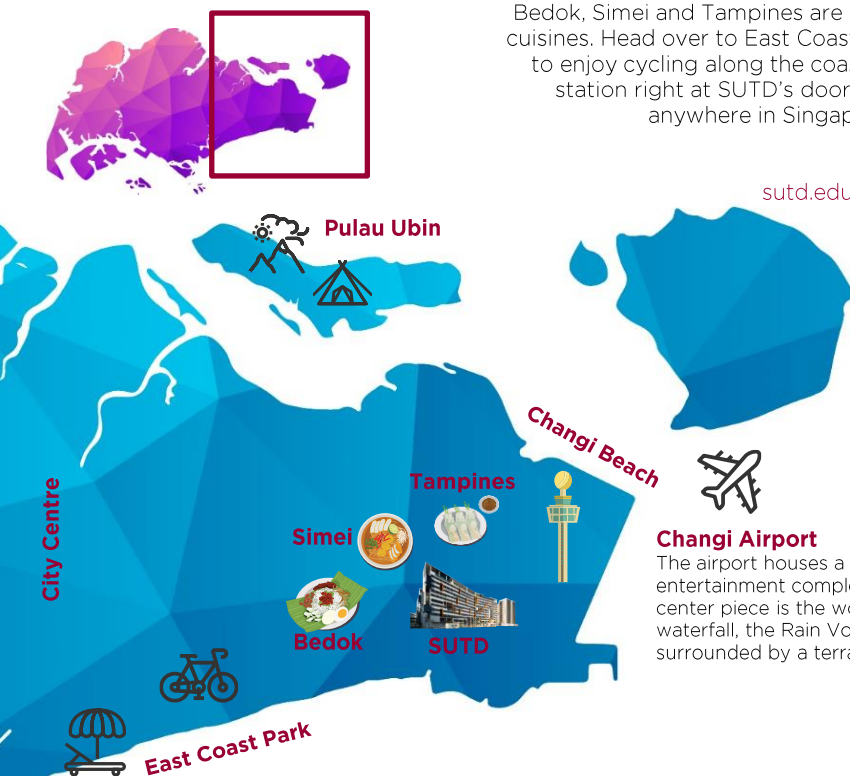 Bedok, Simei and Tampines are
cuisines. Head over to East Coast
to enjoy cycling along the coas
station right at SUTD's door
anywhere in Singap
sutd.edu
Pulau Ubin
Changi Beach
Tampines
City Centre
Simei
Changi Airport
The airport houses a
entertainment comple
center piece is the wo
waterfall, the Rain Vo
surrounded by a terra
Bedok
SUTD
East Coast Park